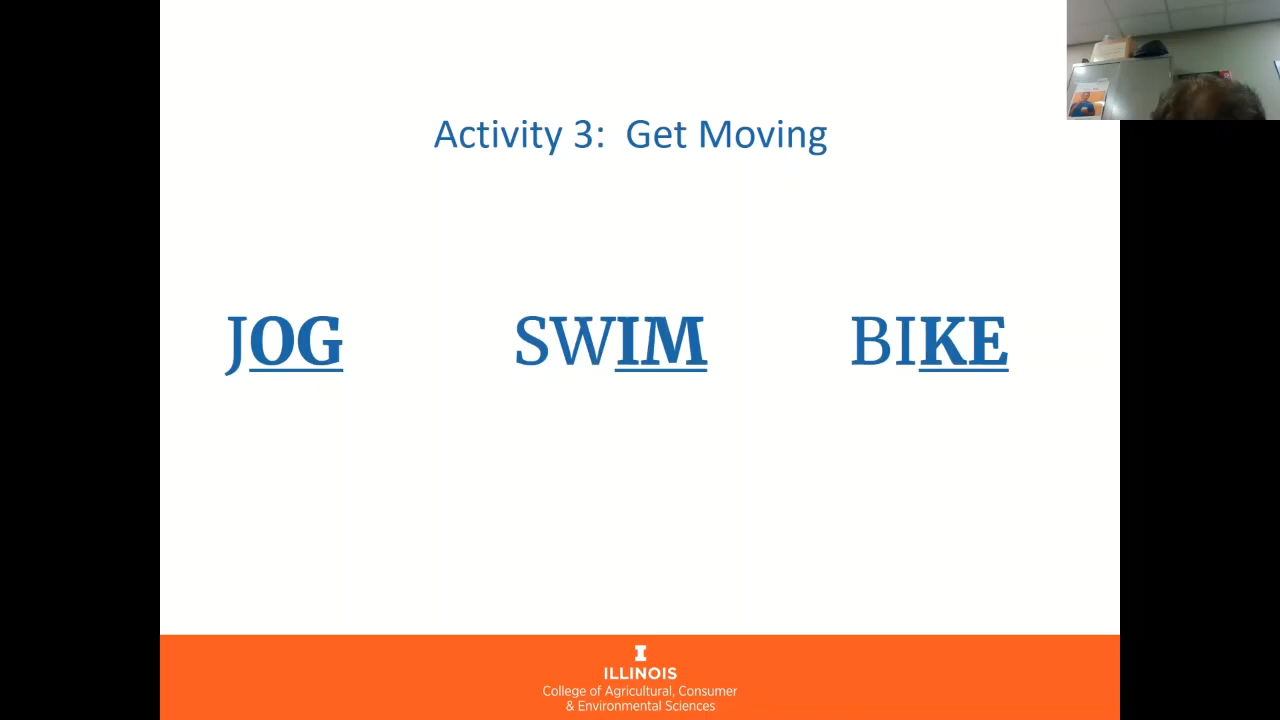 Activity 3:  Get Moving
JOG SWIM BIKE
ILLINOIS
College of Agricultural, Consumer
& Environmental Sciences